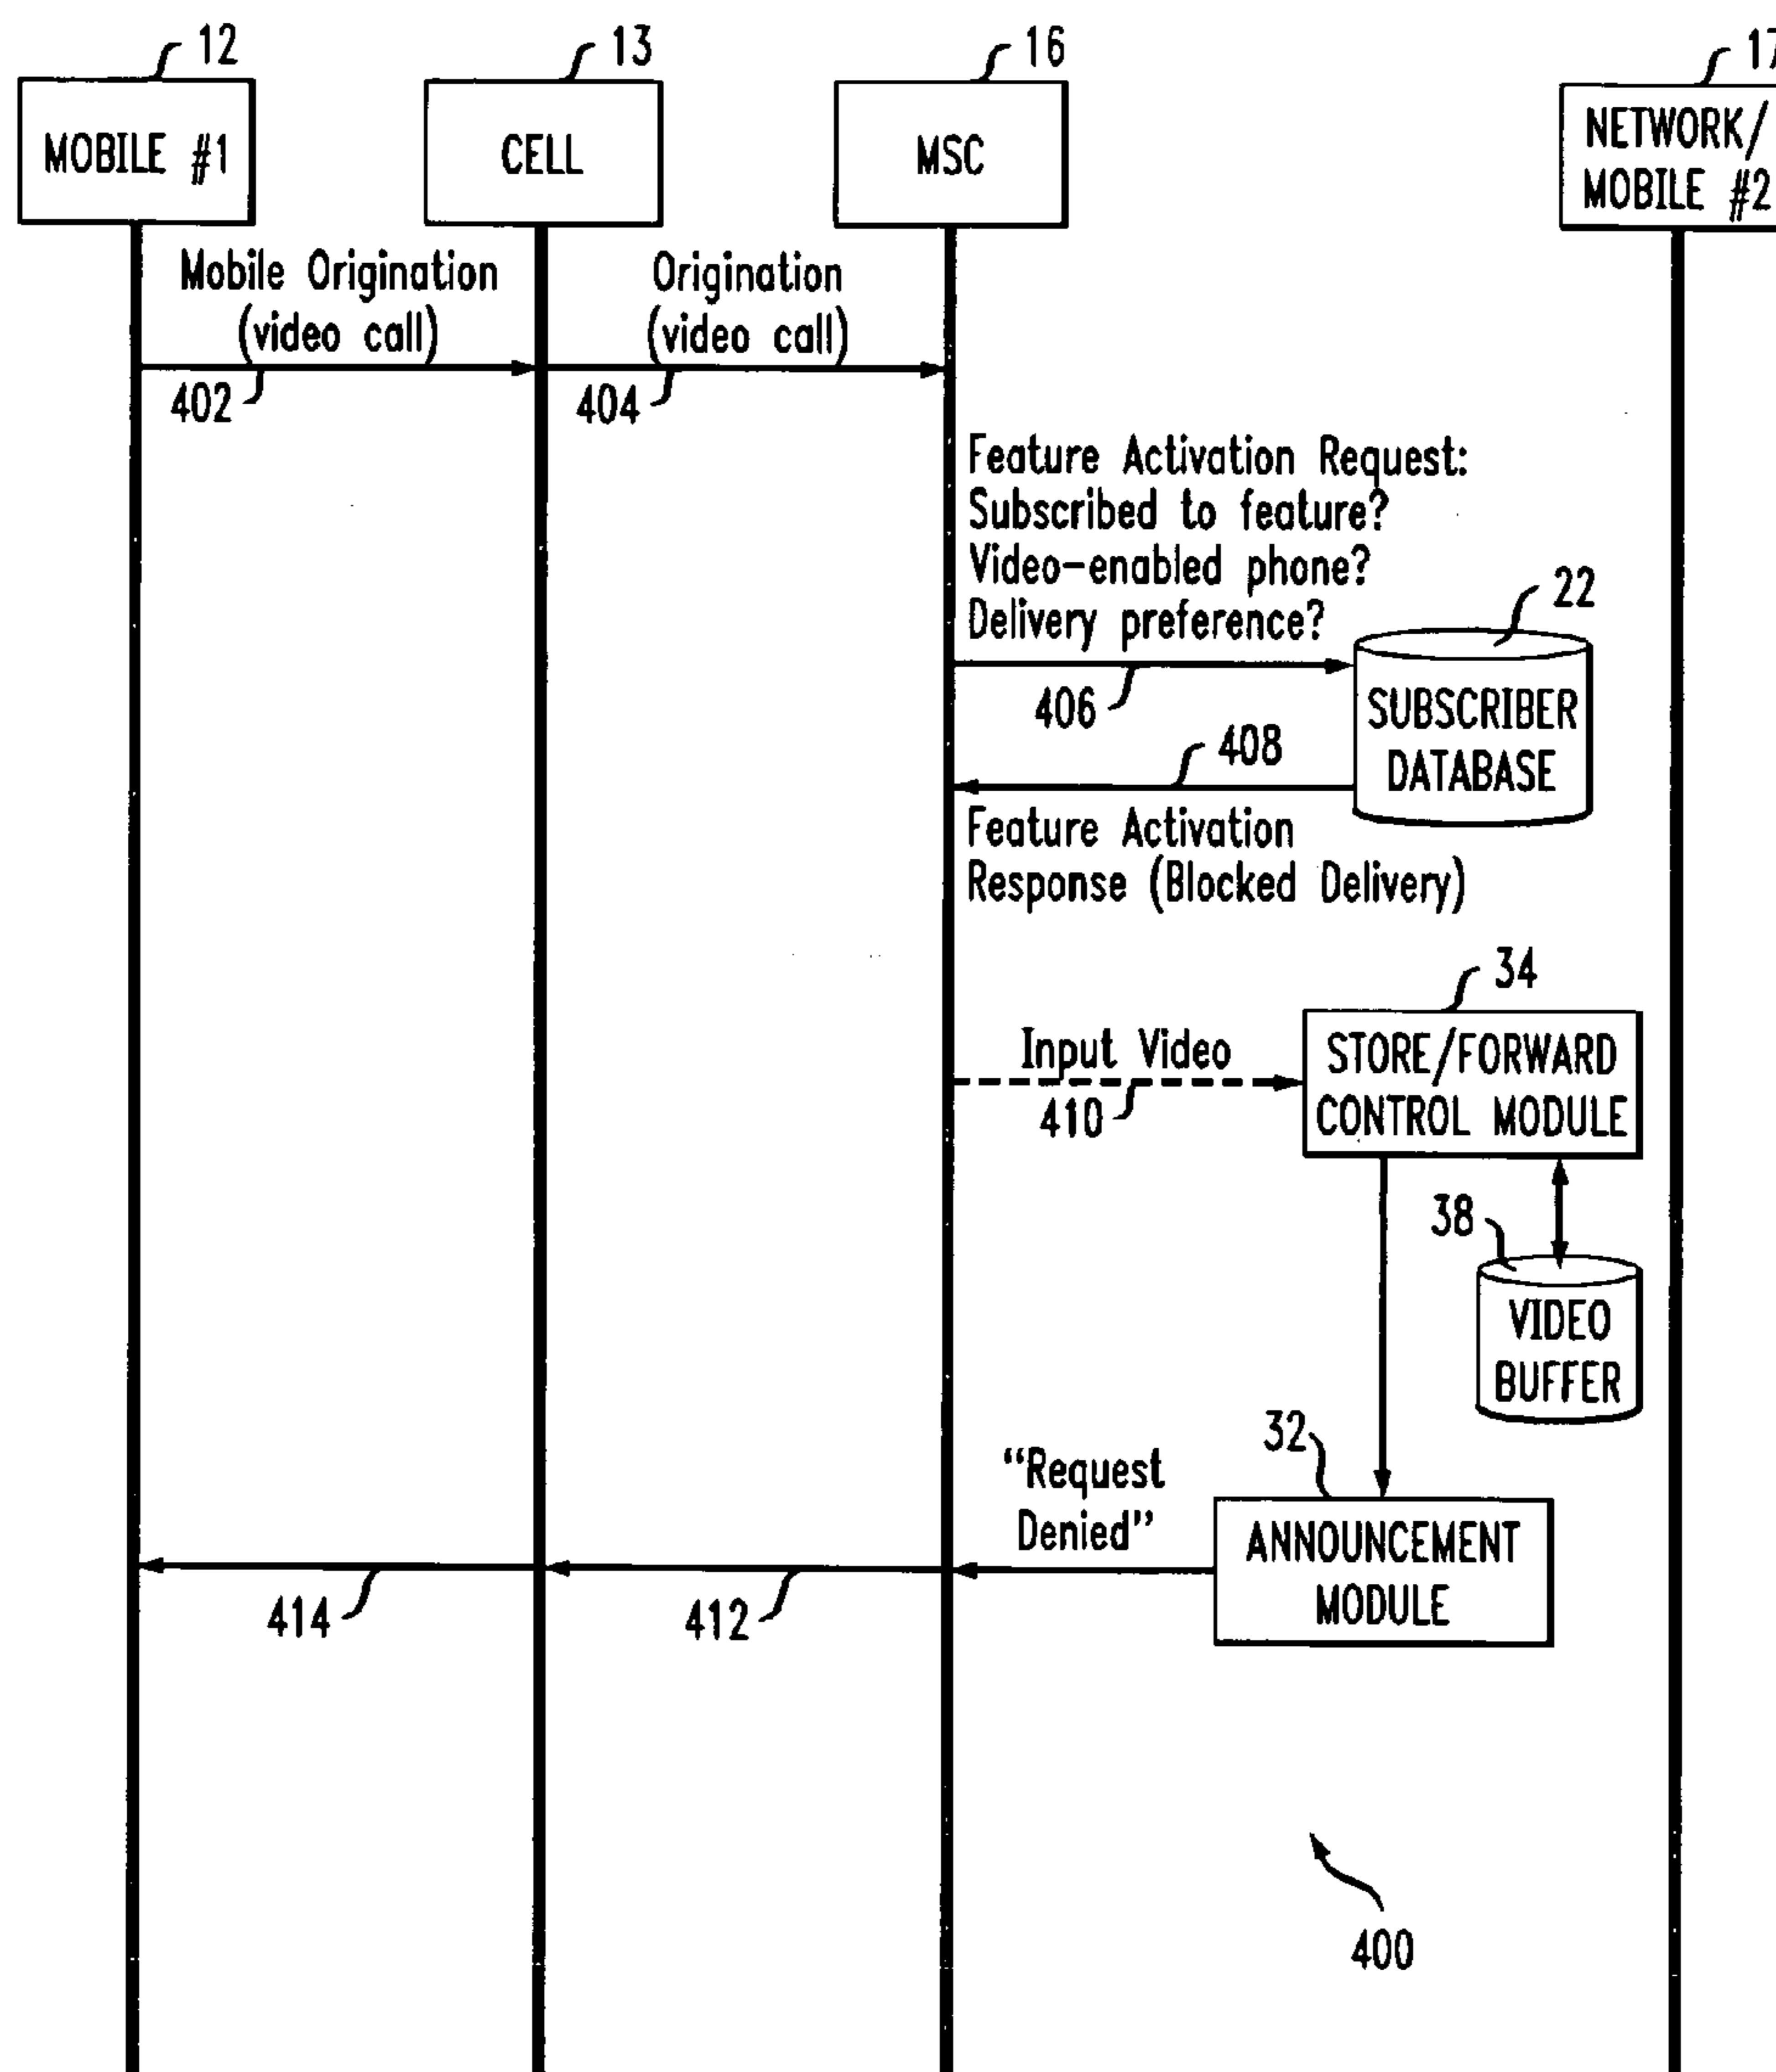 12
13
16
17
MOBILE #1
CELL
MSC
NETWORK/
MOBILE #2
Mobile Origination
(video call)
Origination
(video call)
402
404
Feature Activation Request:
Subscribed to feature?
Video-enabled phone?
Delivery preference?
22
406
SUBSCRIBER
DATABASE
408
Feature Activation
Response (Blocked Delivery)
34
Input Video
410
STORE/FORWARD
CONTROL MODULE
38
VIDEO
BUFFER
32
"Request
Denied"
ANNOUNCEMENT
MODULE
414
412
400